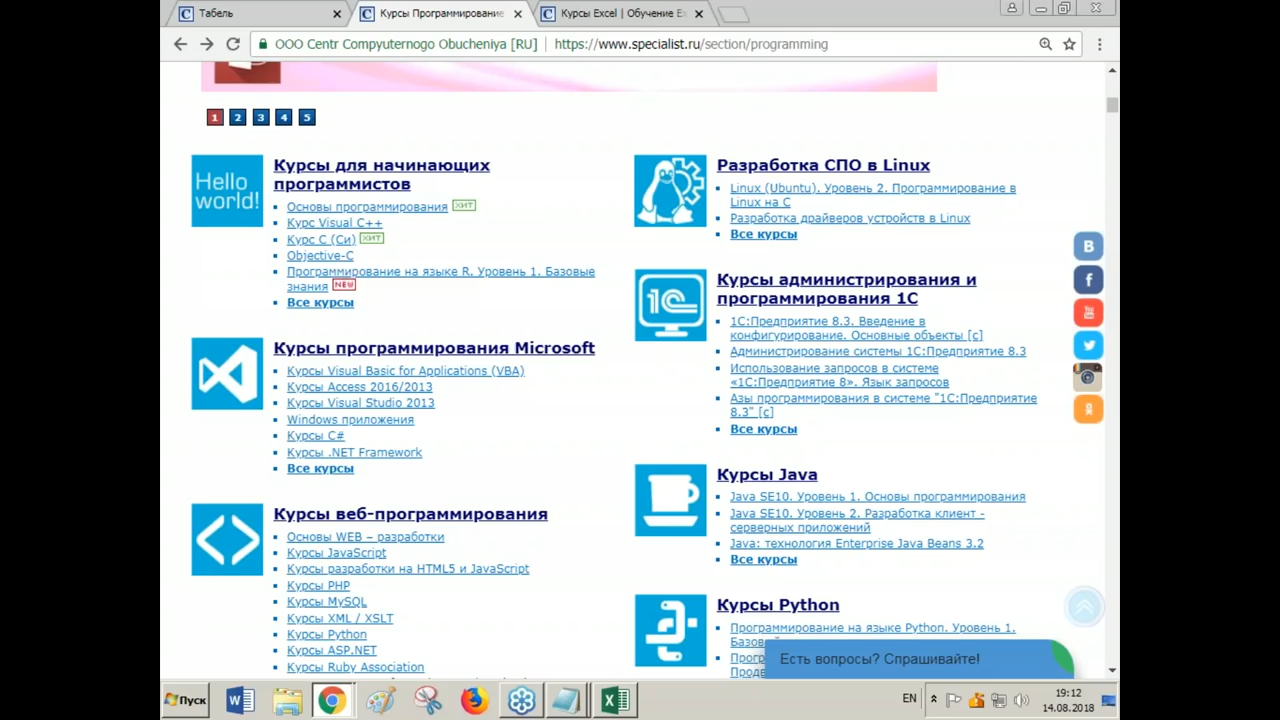 Табель
Курсы Программирование
Курсы Excel | Обучение Ex
ООО Centr Compyuternogo Obucheniya [RU]
https://www.specialist.ru/section/programming
1 2 3 4 5
Hello
world!
Курсы для начинающих
программистов
Основы программирования ХИТ
Курс Visual C++
Курс C (Си) ХИТ
Objective-C
Программирование на языке R. Уровень 1. Базовые
знания NEW
Все курсы
Курсы программирования Microsoft
Курсы Visual Basic for Applications (VBA)
Курсы Access 2016/2013
Курсы Visual Studio 2013
Windows приложения
Курсы C#
Курсы .NET Framework
Все курсы
Курсы веб-программирования
Основы WEB – разработки
Курсы JavaScript
Курсы разработки на HTML5 и JavaScript
Курсы PHP
Курсы MySQL
Курсы XML / XSLT
Курсы Python
Курсы ASP.NET
Курсы Ruby Association
Разработка СПО в Linux
Linux (Ubuntu). Уровень 2. Программирование в
Linux на C
Разработка драйверов устройств в Linux
Все курсы
1С
Курсы администрирования и
программирования 1С
1С:Предприятие 8.3. Введение в
конфигурирование. Основные объекты [c]
Администрирование системы 1С:Предприятие 8.3
Использование запросов в системе
«1С:Предприятие 8». Язык запросов
Азы программирования в системе "1С:Предприятие
8.3" [c]
Все курсы
Курсы Java
Java SE10. Уровень 1. Основы программирования
Java SE10. Уровень 2. Разработка клиент -
серверных приложений
Java: технология Enterprise Java Beans 3.2
Все курсы
Курсы Python
Программирование на языке Python. Уровень 1.
Есть вопросы? Спрашивайте!
Пуск
EN
19:12
14.08.2018